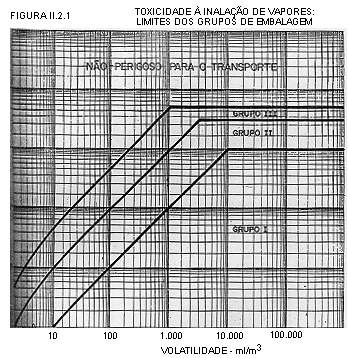 FIGURA II.2.1
TOXICIDADE À INALAÇÃO DE VAPORES:
LIMITES DOS GRUPOS DE EMBALAGEM
NÃO-PERIGOSO PARA O TRANSPORTE
GRUPO III
GRUPO II
GRUPO I
10 100 1.000 10.000 100.000
VOLATILIDADE - ml/m³